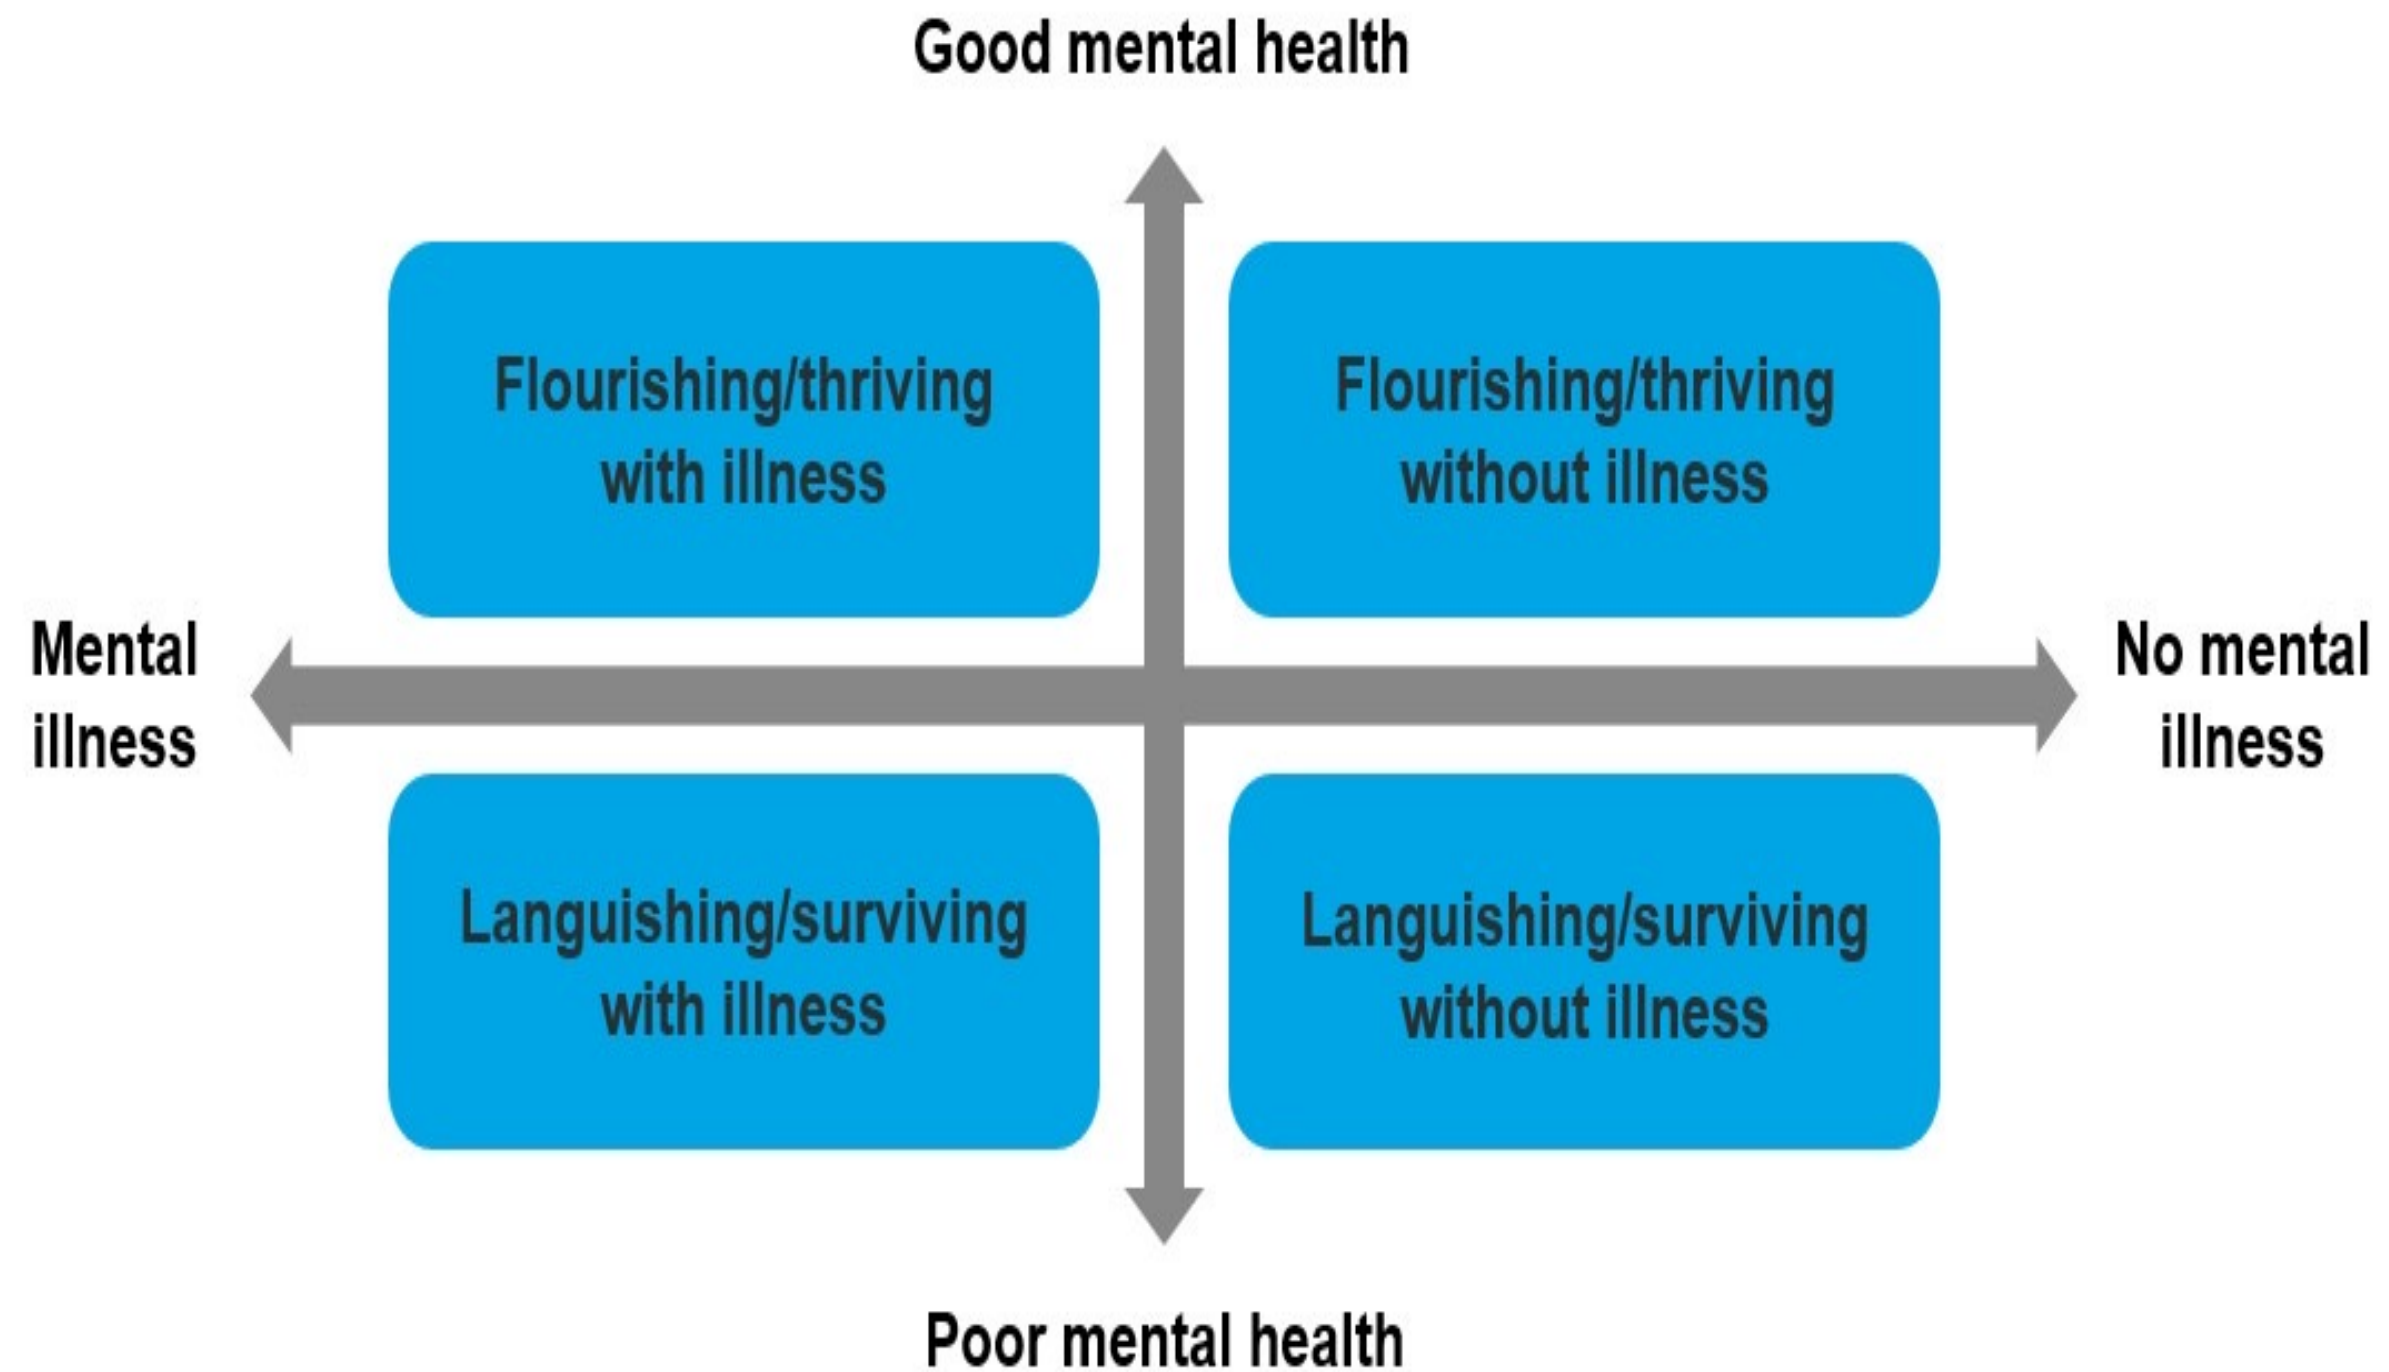 Good mental health
Flourishing/thriving
with illness
Flourishing/thriving
without illness
Mental
illness
No mental
illness
Languishing/surviving
with illness
Languishing/surviving
without illness
Poor mental health